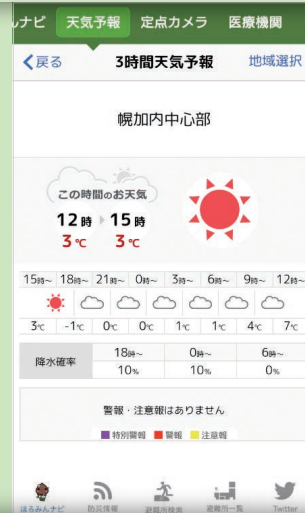 ナビ 天気予報 定点カメラ 医療機関
戻る 3時間天気予報 地域選択
幌加内中心部
この時間のお天気
12時 15時
3℃ 3℃
15時~ 18時~ 21時~ 0時~ 3時~ 6時~ 9時~ 12時~
3℃ -1℃ 0℃ 0℃ 1℃ 1℃ 4℃ 7℃
降水確率 18時~ 0時~ 6時~
10% 10% 0%
警報・注意報はありません
特別警報 警報 注意報
ほろみんナビ 防災情報 避難所検索 避難所一覧 Twitter